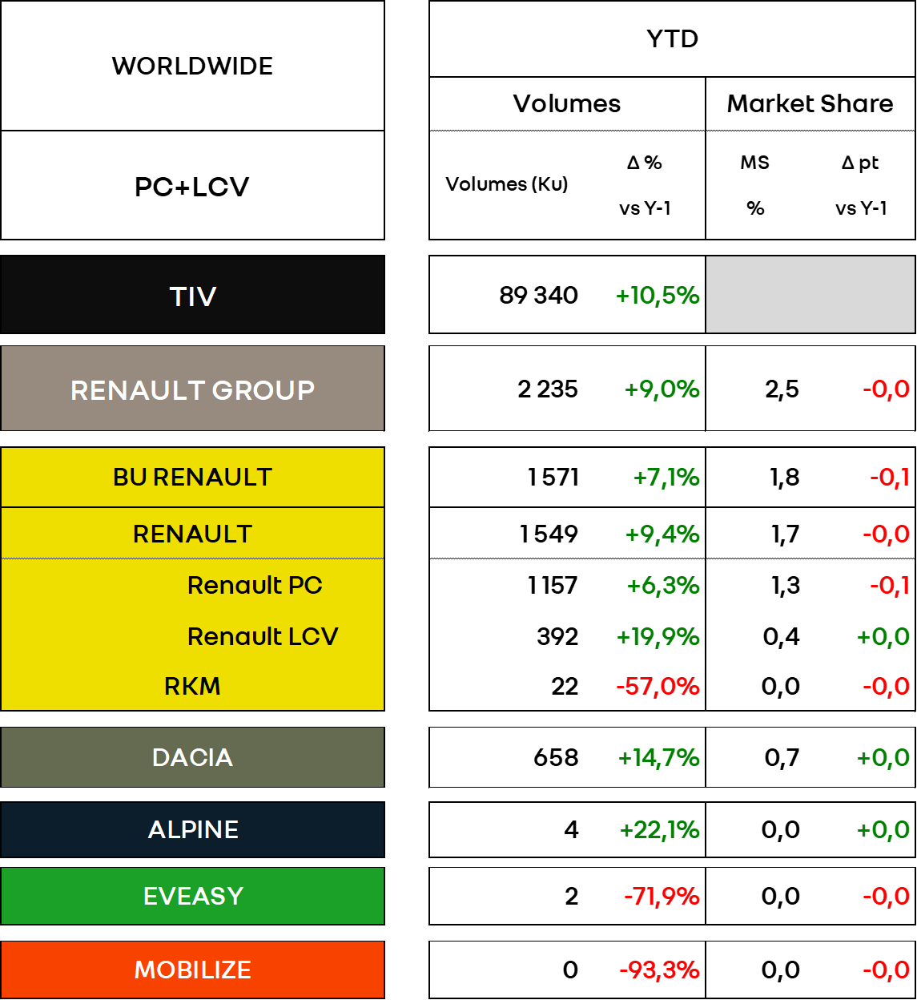 WORLDWIDE
PC+LCV
YTD
Volumes Market Share
Volumes (Ku) Δ % vs Y-1 MS % Δ pt vs Y-1
TIV 89 340 +10,5%
RENAULT GROUP 2 235 +9,0% 2,5 -0,0
BU RENAULT 1 571 +7,1% 1,8 -0,1
RENAULT 1 549 +9,4% 1,7 -0,0
Renault PC 1 157 +6,3% 1,3 -0,1
Renault LCV 392 +19,9% 0,4 +0,0
RKM 22 -57,0% 0,0 -0,0
DACIA 658 +14,7% 0,7 +0,0
ALPINE 4 +22,1% 0,0 +0,0
EVEASY 2 -71,9% 0,0 -0,0
MOBILIZE 0 -93,3% 0,0 -0,0